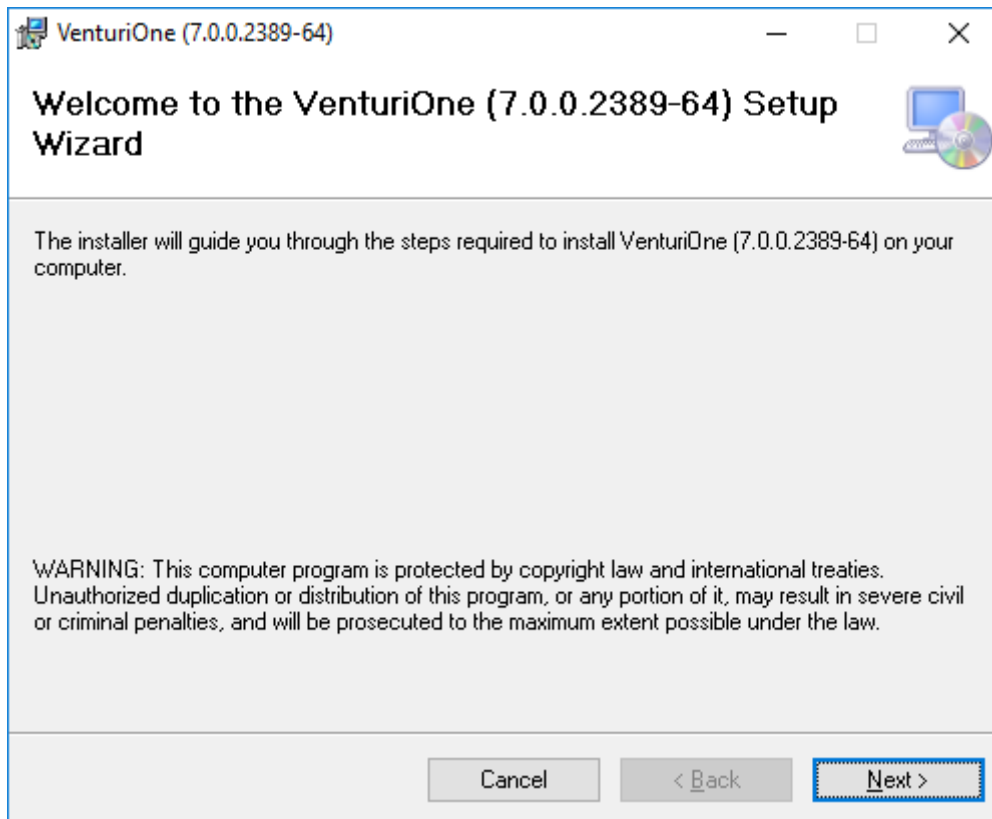 VenturiOne (7.0.0.2389-64)
Welcome to the VenturiOne (7.0.0.2389-64) Setup
Wizard
The installer will guide you through the steps required to install VenturiOne (7.0.0.2389-64) on your
computer.
WARNING: This computer program is protected by copyright law and international treaties.
Unauthorized duplication or distribution of this program, or any portion of it, may result in severe civil
or criminal penalties, and will be prosecuted to the maximum extent possible under the law.
Cancel < Back Next >